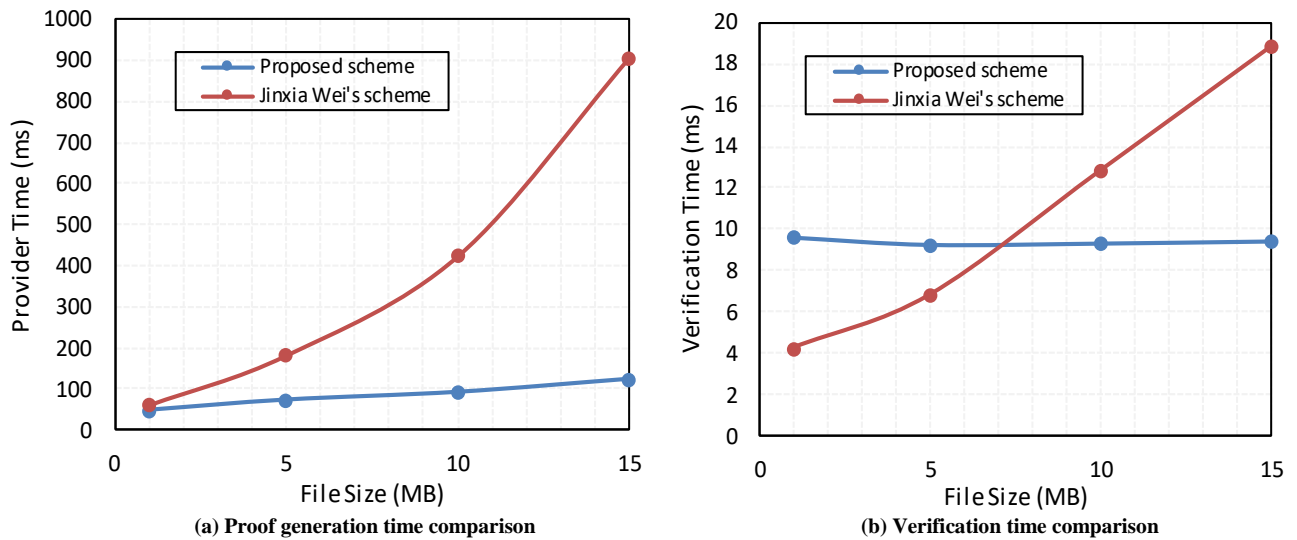 1000
900
800
700
600
500
400
300
200
100
0
Provider Time (ms)
Proposed scheme
Jinxia Wei's scheme
0 5 10 15
File Size (MB)
(a) Proof generation time comparison
20
18
16
14
12
10
8
6
4
2
0
Verification Time (ms)
Proposed scheme
Jinxia Wei's scheme
0 5 10 15
File Size (MB)
(b) Verification time comparison